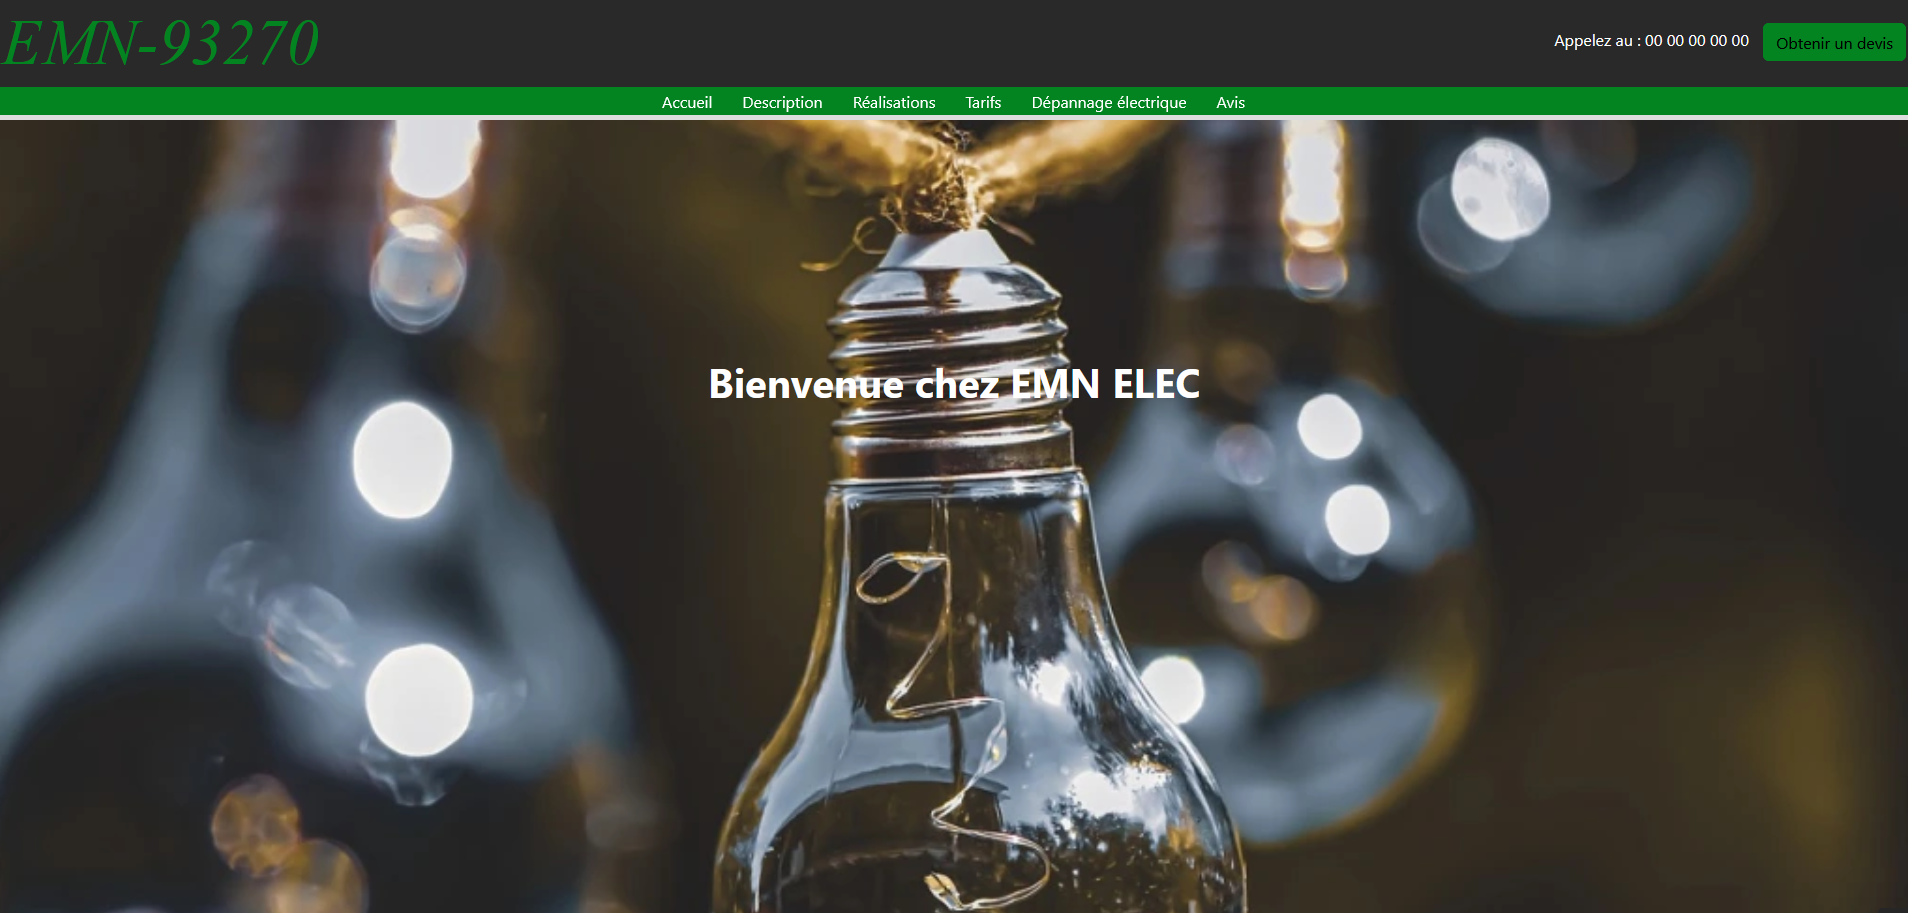 EMN-93270
Appelez au : 00 00 00 00 00
Obtenir un devis
Accueil Description Réalisations Tarifs Dépannage électrique Avis
Bienvenue chez EMN ELEC